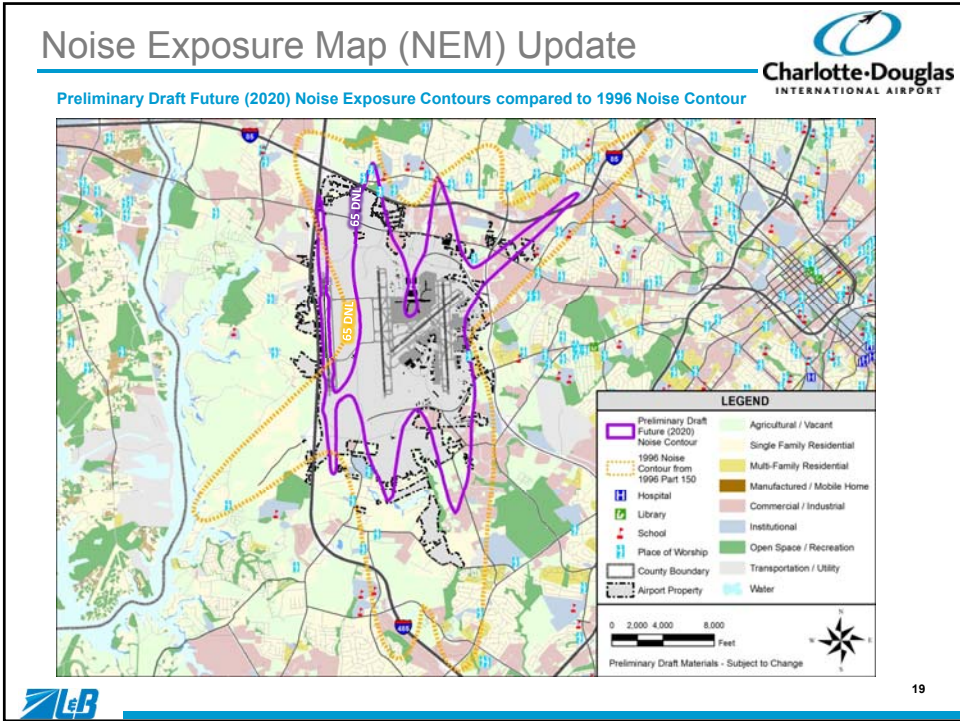 Noise Exposure Map (NEM) Update
Charlotte•Douglas
INTERNATIONAL AIRPORT
Preliminary Draft Future (2020) Noise Exposure Contours compared to 1996 Noise Contour
85
85
65 DNL
65 DNL
485
LEGEND
Preliminary Draft
Future (2020)
Noise Contour
1996 Noise
Contour from
1996 Part 150
H Hospital
Library
School
Place of Worship
County Boundary
Airport Property
Agricultural / Vacant
Single Family Residential
Multi-Family Residential
Manufactured / Mobile Home
Commercial / Industrial
Institutional
Open Space / Recreation
Transportation / Utility
Water
0 2,000 4,000 8,000
Feet
N
W E
S
Preliminary Draft Materials - Subject to Change
L&B
19